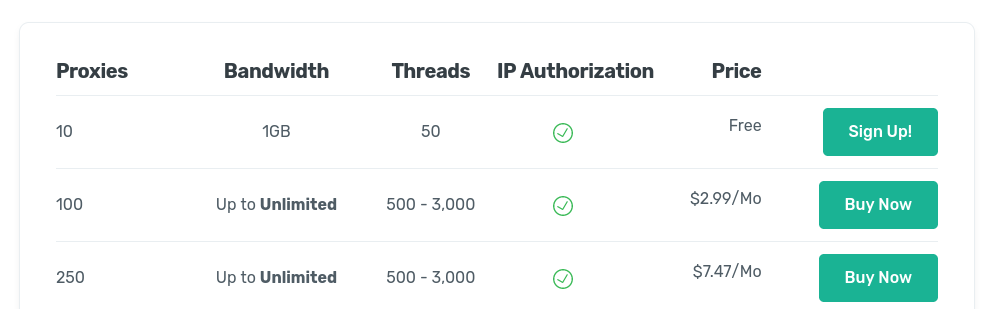 Proxies Bandwidth Threads IP Authorization Price
10 1GB 50 Free Sign Up!
100 Up to Unlimited 500 - 3,000 $2.99/Mo Buy Now
250 Up to Unlimited 500 - 3,000 $7.47/Mo Buy Now